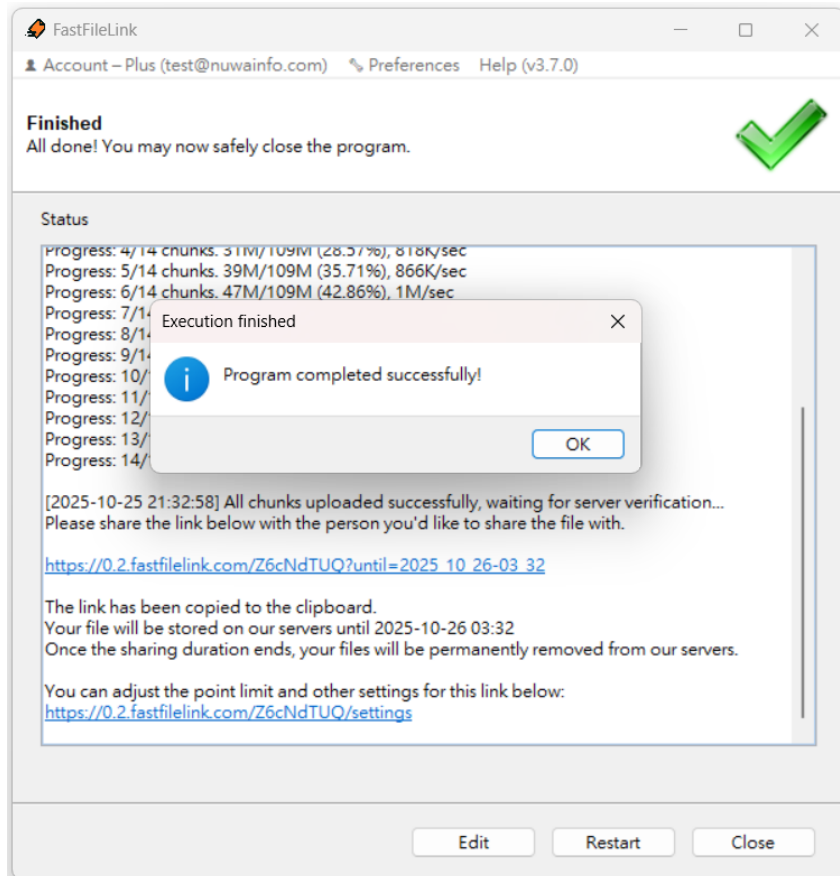 FastFileLink
Account – Plus (test@nuwainfo.com) Preferences Help (v3.7.0)
Finished
All done! You may now safely close the program.
Status
Progress: 4/14 chunks. 31M/109M (28.57%), 818K/sec
Progress: 5/14 chunks. 39M/109M (35.71%), 866K/sec
Progress: 6/14 chunks. 47M/109M (42.86%), 1M/sec
Progress: 7/1
Progress: 8/1
Progress: 9/1
Progress: 10/
Progress: 11/
Progress: 12/
Progress: 13/
Progress: 14/
Execution finished
Program completed successfully!
OK
[2025-10-25 21:32:58] All chunks uploaded successfully, waiting for server verification...
Please share the link below with the person you'd like to share the file with.
https://0.2.fastfilelink.com/Z6cNdTUQ?until=2025_10_26-03_32
The link has been copied to the clipboard.
Your file will be stored on our servers until 2025-10-26 03:32
Once the sharing duration ends, your files will be permanently removed from our servers.
You can adjust the point limit and other settings for this link below:
https://0.2.fastfilelink.com/Z6cNdTUQ/settings
Edit Restart Close